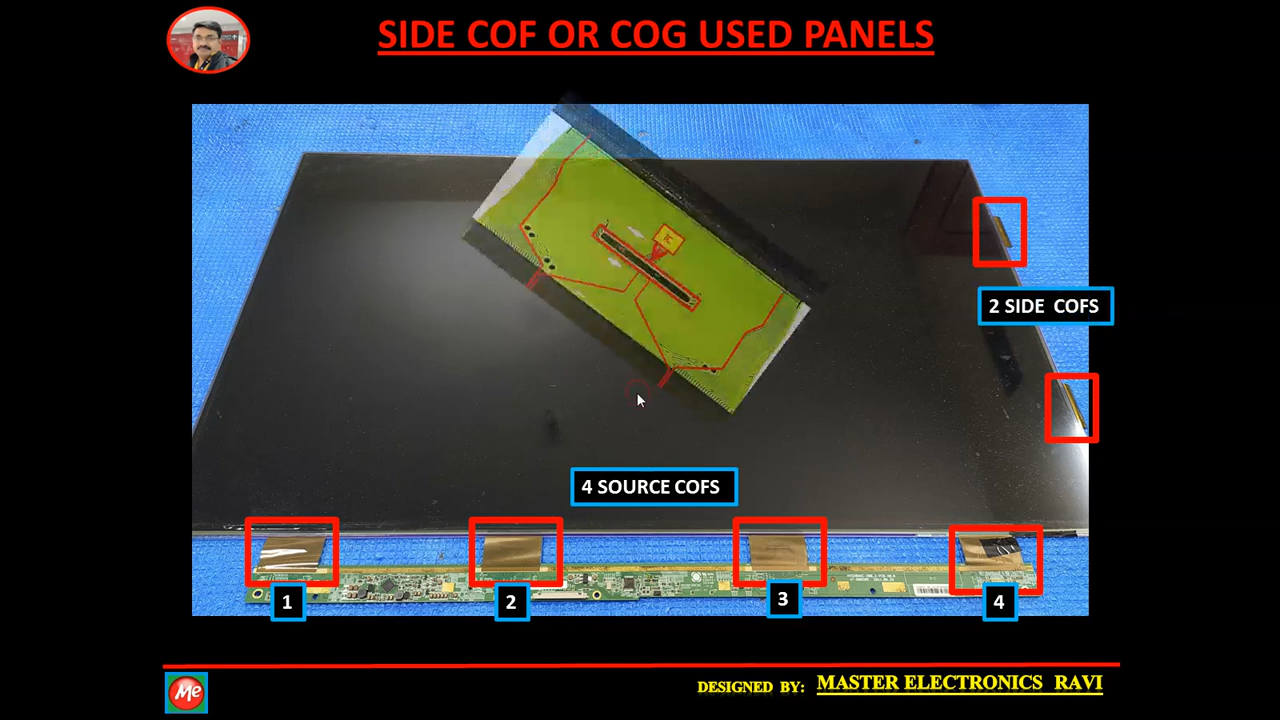 SIDE COF OR COG USED PANELS
IC
2 SIDE COFS
4 SOURCE COFS
1
2
3
4
Me
DESIGNED BY: MASTER ELECTRONICS RAVI